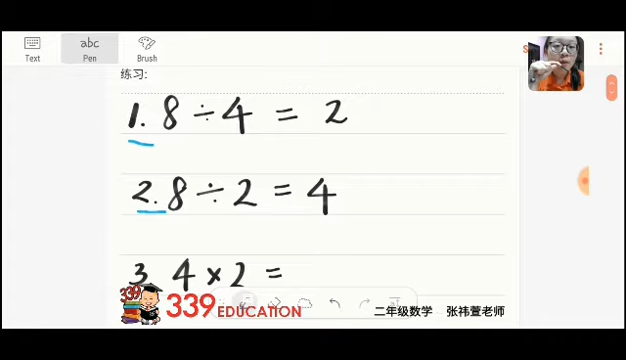 Text
abc
Pen
Brush
练习:
1. 8 ÷ 4 = 2
2. 8 ÷ 2 = 4
3. 4 × 2 =
339
339 EDUCATION
二年级数学 张祎萱老师